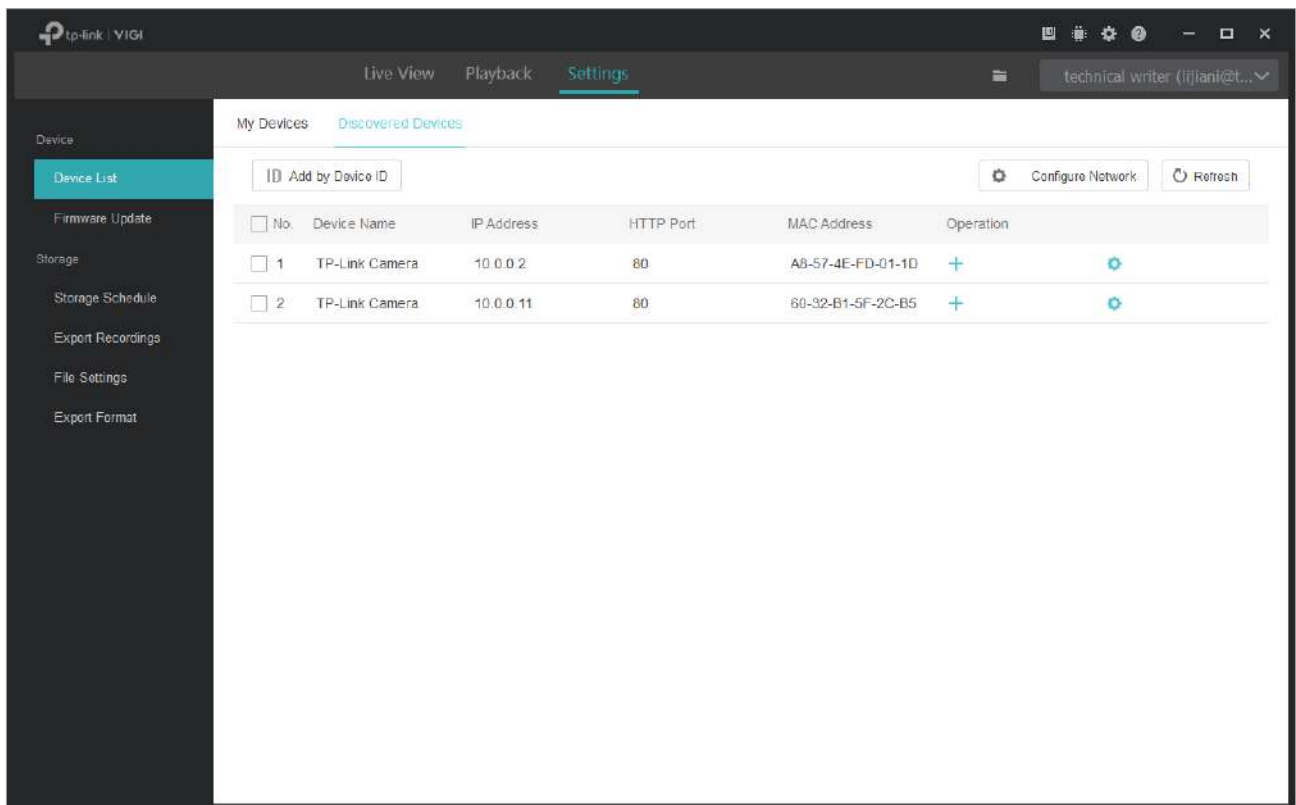 tp-link | VIGI
Live View Playback Settings technical writer (lijiani@t...
Device
Device List
Firmware Update
Storage
Storage Schedule
Export Recordings
File Settings
Export Format
My Devices Discovered Devices
ID Add by Device ID Configure Network Refresh
No. Device Name IP Address HTTP Port MAC Address Operation
1 TP-Link Camera 10.0.0.2 80 A8-57-4E-FD-01-1D
2 TP-Link Camera 10.0.0.11 80 60-32-B1-5F-2C-B5